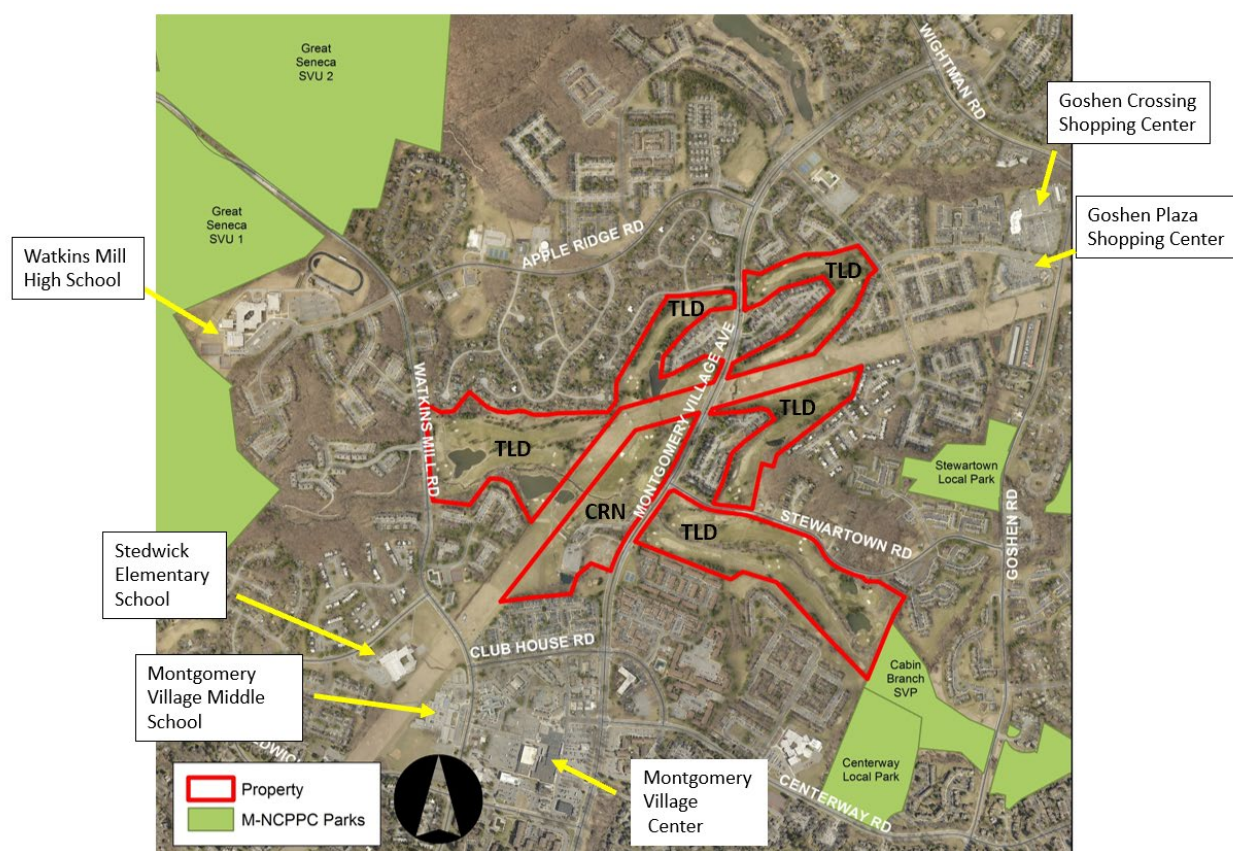 Great
Seneca
SVU 2
WIGHTMAN RD
Goshen Crossing
Shopping Center
Great
Seneca
SVU 1
Goshen Plaza
Shopping Center
Watkins Mill
High School
APPLE RIDGE RD
TLD
TLD
WATKINS MILL RD
MONTGOMERY VILLAGE AVE
TLD
TLD
Stewartown
Local Park
CRN
TLD
STEWARTOWN RD
GOSHEN RD
Stedwick
Elementary
School
CLUB HOUSE RD
Cabin
Branch
SVP
Montgomery
Village Middle
School
Centerway
Local Park
Montgomery
Village
Center
CENTERWAY RD
Property
M-NCPPC Parks